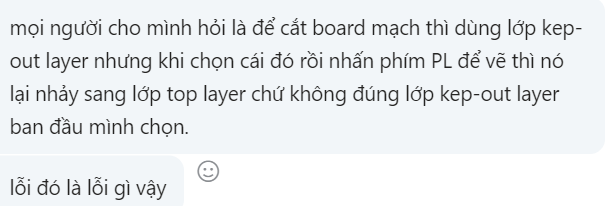 mọi người cho mình hỏi là để cắt board mạch thì dùng lớp kep-
out layer nhưng khi chọn cái đó rồi nhấn phím PL để vẽ thì nó
lại nhảy sang lớp top layer chứ không đúng lớp kep-out layer
ban đầu mình chọn.
lỗi đó là lỗi gì vậy